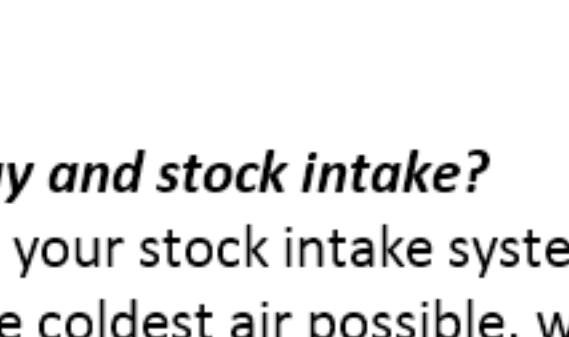 y and stock intake?
your stock intake syste
e coldest air possible. w